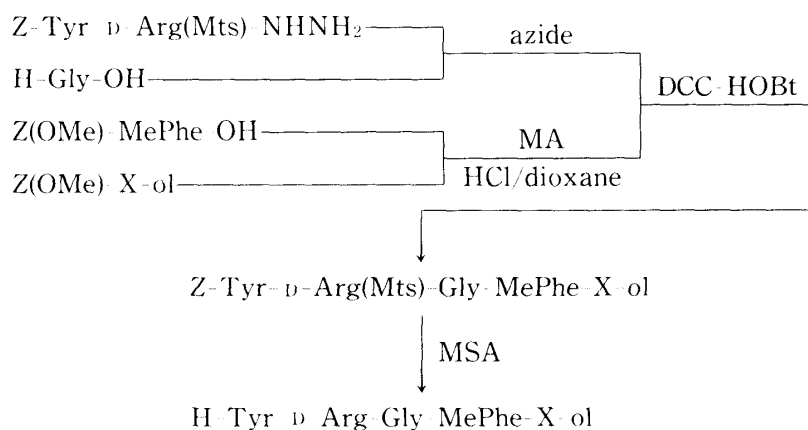 Z-Tyr-D-Arg(Mts)-NHNH₂
azide
H-Gly-OH
DCC-HOBt
Z(OMe)-MePhe-OH
MA
HCl/dioxane
Z(OMe)-X-ol
Z-Tyr-D-Arg(Mts)-Gly-MePhe-X-ol
MSA
H-Tyr-D-Arg-Gly-MePhe-X-ol